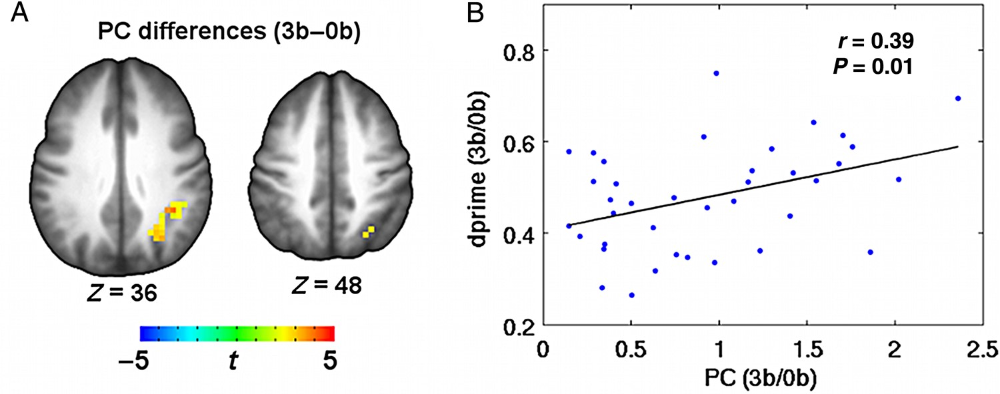 A
PC differences (3b–0b)
Z = 36
Z = 48
–5 t 5
B
r = 0.39
P = 0.01
dprime (3b/0b)
0.8
0.6
0.4
0.2
0 0.5 1 1.5 2 2.5
PC (3b/0b)